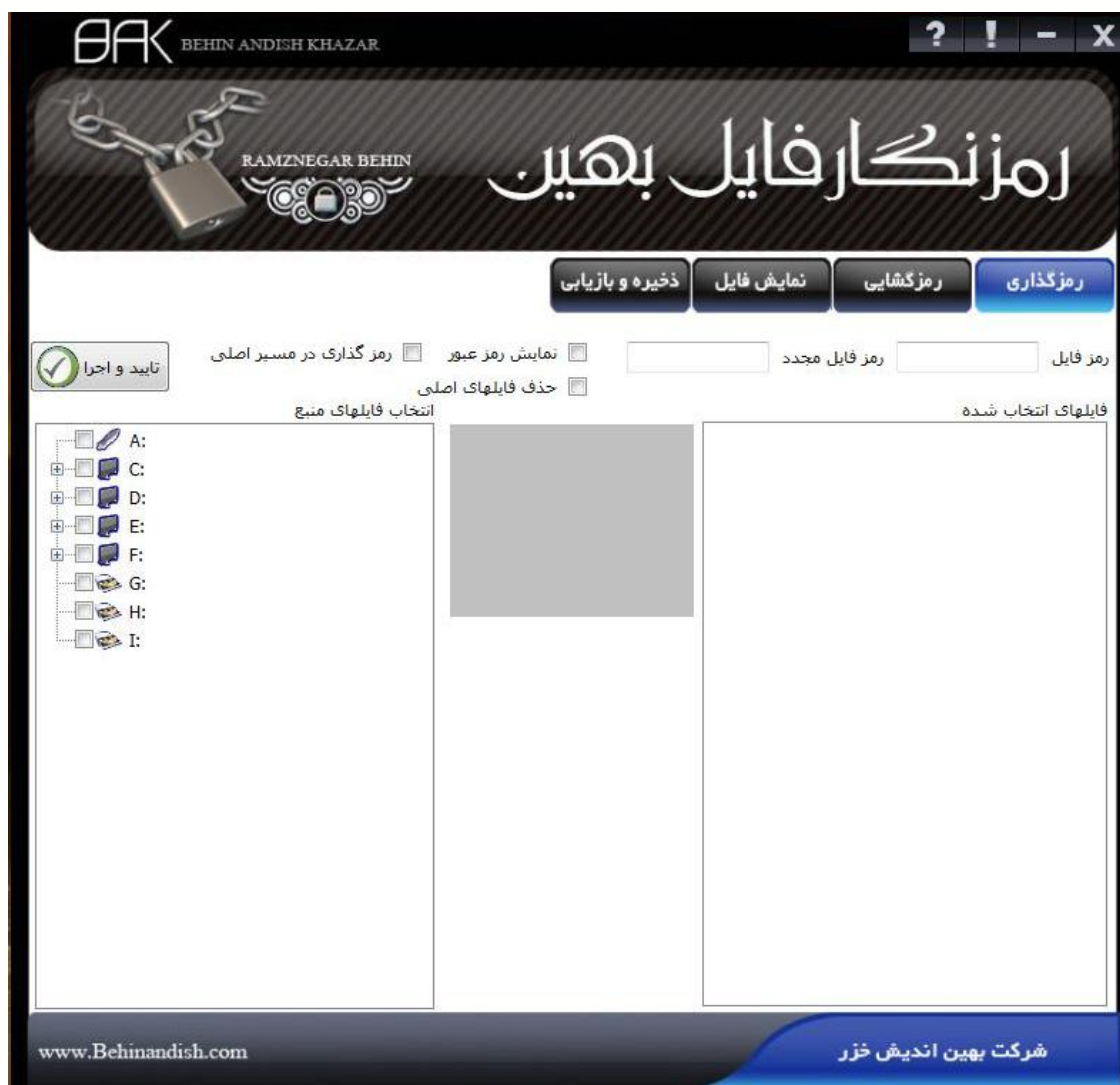 BAK BEHIN ANDISH KHAZAR
? ! - X
رمزنگار فایل بهین
RAMZNEGAR BEHIN
رمزگذاری رمزگشایی نمایش فایل ذخیره و بازیابی
رمز فایل رمز فایل مجدد نمایش رمز عبور رمز گذاری در مسیر اصلی تایید و اجرا
حذف فایلهای اصلی
فایلهای انتخاب شده انتخاب فایلهای منبع
A:
C:
D:
E:
F:
G:
H:
I:
شرکت بهین اندیش خزر
www.Behinandish.com